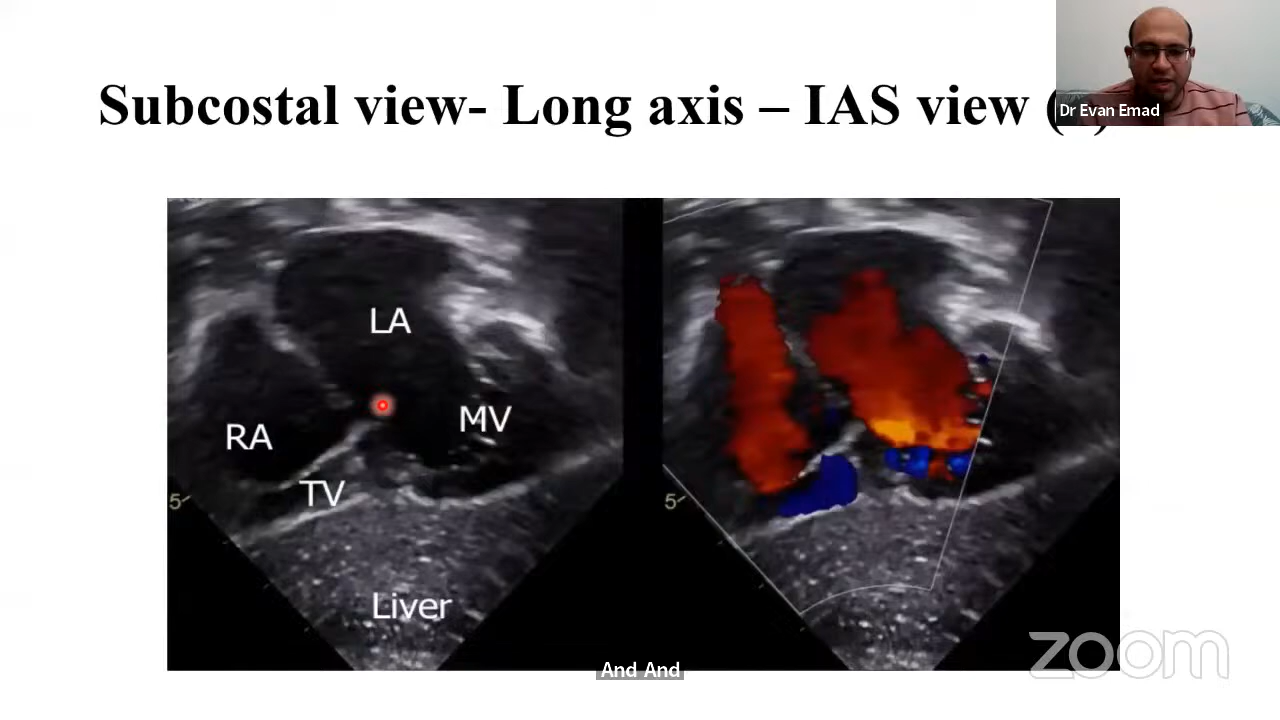 Subcostal view- Long axis – IAS view (
Dr Evan Emad
LA
RA
MV
TV
5
5
Liver
zoom
And And